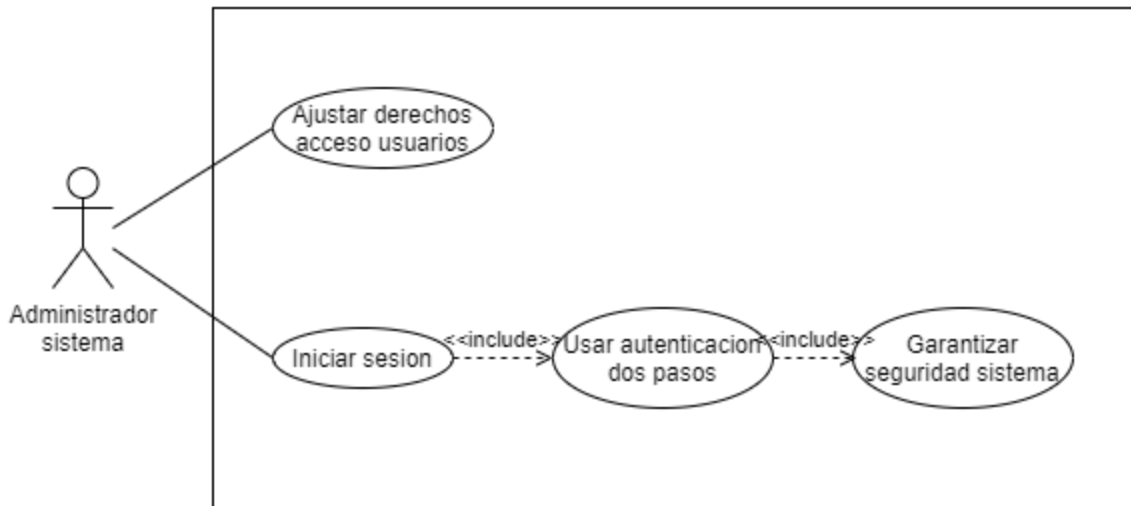 Ajustar derechos
acceso usuarios
Administrador
sistema
Iniciar sesion
<<include>>
Usar autenticacion
dos pasos
<<include>>
Garantizar
seguridad sistema